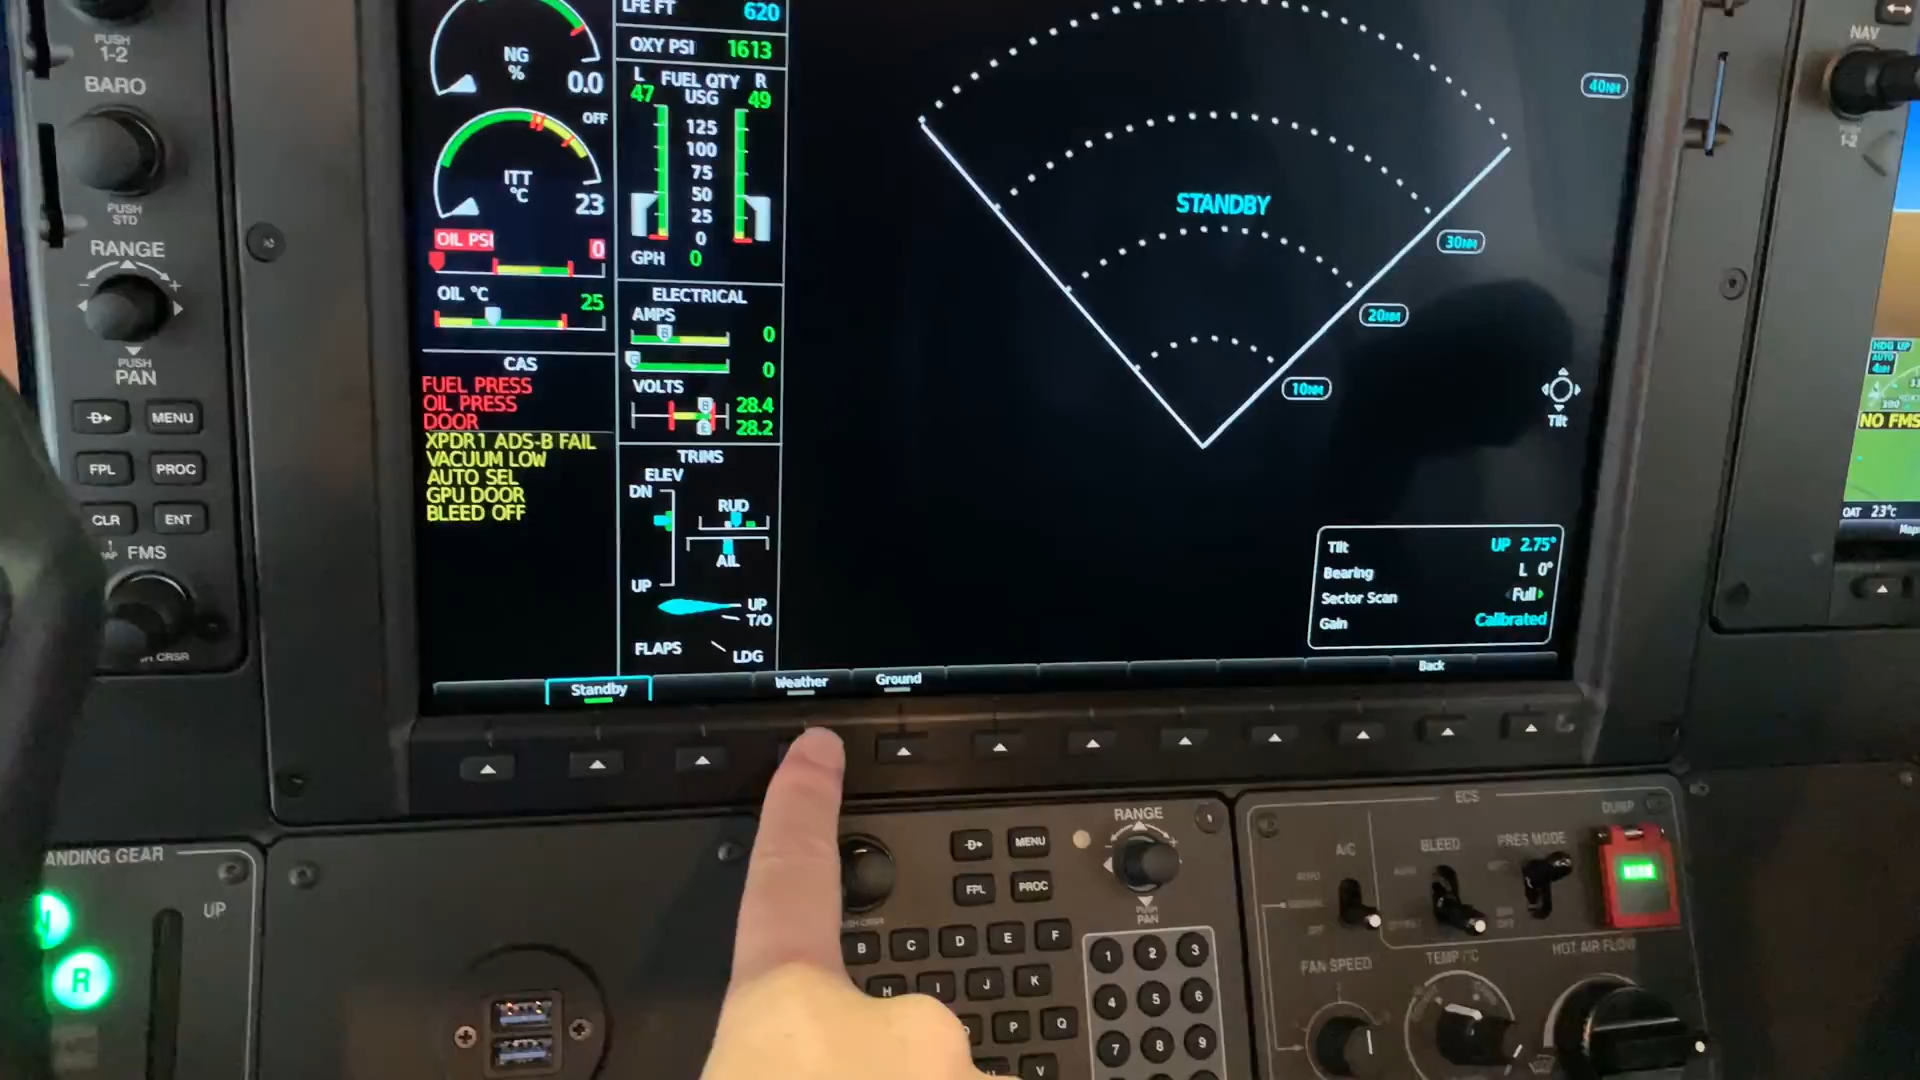 PUSH
1-2
BARO
PUSH
STD
RANGE
PUSH
PAN
MENU
FPL
PROC
CLR
ENT
FMS
CRSR
NG
%
0.0
OFF
ITT
°C
23
OIL PSI
0
OIL °C
25
CAS
FUEL PRESS
OIL PRESS
DOOR
XPDR1 ADS-B FAIL
VACUUM LOW
AUTO SEL
GPU DOOR
BLEED OFF
LFE FT 620
OXY PSI 1613
L FUEL QTY R
47 USG 49
125
100
75
50
25
0
GPH 0
ELECTRICAL
AMPS
B
0
G
0
VOLTS
B 28.4
E 28.2
TRIMS
ELEV
DN
RUD
AIL
UP
UP
T/O
FLAPS
LDG
STANDBY
40NM
30NM
20NM
10NM
Tilt
Tilt UP 2.75°
Bearing L 0°
Sector Scan Full
Gain Calibrated
Standby
Weather
Ground
Back
NAV
PUSH
1-2
HDG UP
AUTO
NO FMS
OAT 23°C
Map
LANDING GEAR
UP
R
RANGE
PUSH
PAN
MENU
FPL
PROC
B C D E F
H I J K
P Q
V
1 2 3
4 5 6
7 8 9
ECS
A/C
BLEED
PRES MODE
DUMP
FAN SPEED
TEMP °C
HOT AIR FLOW